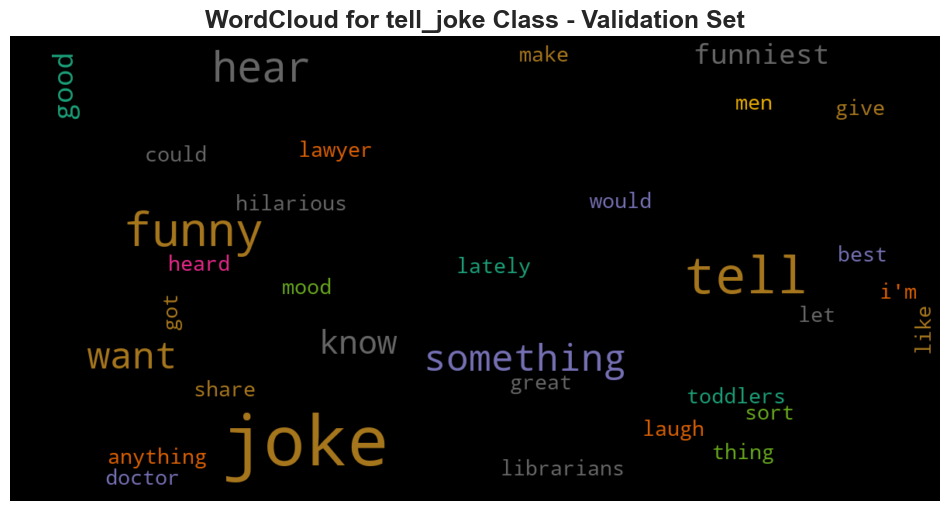 WordCloud for tell_joke Class - Validation Set
good
hear
make
funniest
men
give
could
lawyer
hilarious
would
funny
heard
lately
best
tell
mood
i'm
got
let
like
know
want
something
great
share
toddlers
sort
joke
laugh
anything
thing
librarians
doctor